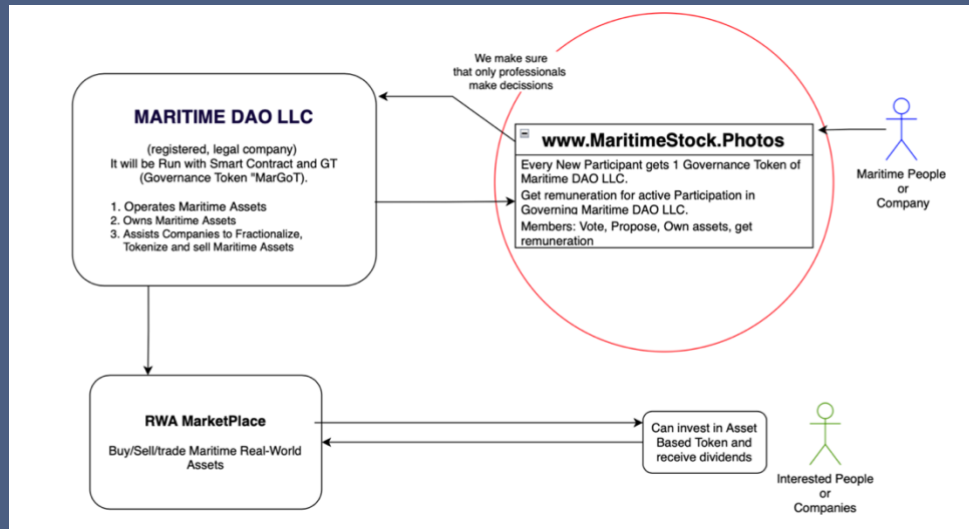 We make sure
that only professionals
make decissions
MARITIME DAO LLC
(registered, legal company)
It will be Run with Smart Contract and GT
(Governance Token "MarGoT).
1. Operates Maritime Assets
2. Owns Maritime Assets
3. Assists Companies to Fractionalize,
Tokenize and sell Maritime Assets
www.MaritimeStock.Photos
Every New Participant gets 1 Governance Token of
Maritime DAO LLC.
Get remuneration for active Participation in
Governing Maritime DAO LLC.
Members: Vote, Propose, Own assets, get
remuneration
Maritime People
or
Company
RWA MarketPlace
Buy/Sell/trade Maritime Real-World
Assets
Can invest in Asset
Based Token and
receive dividends
Interested People
or
Companies